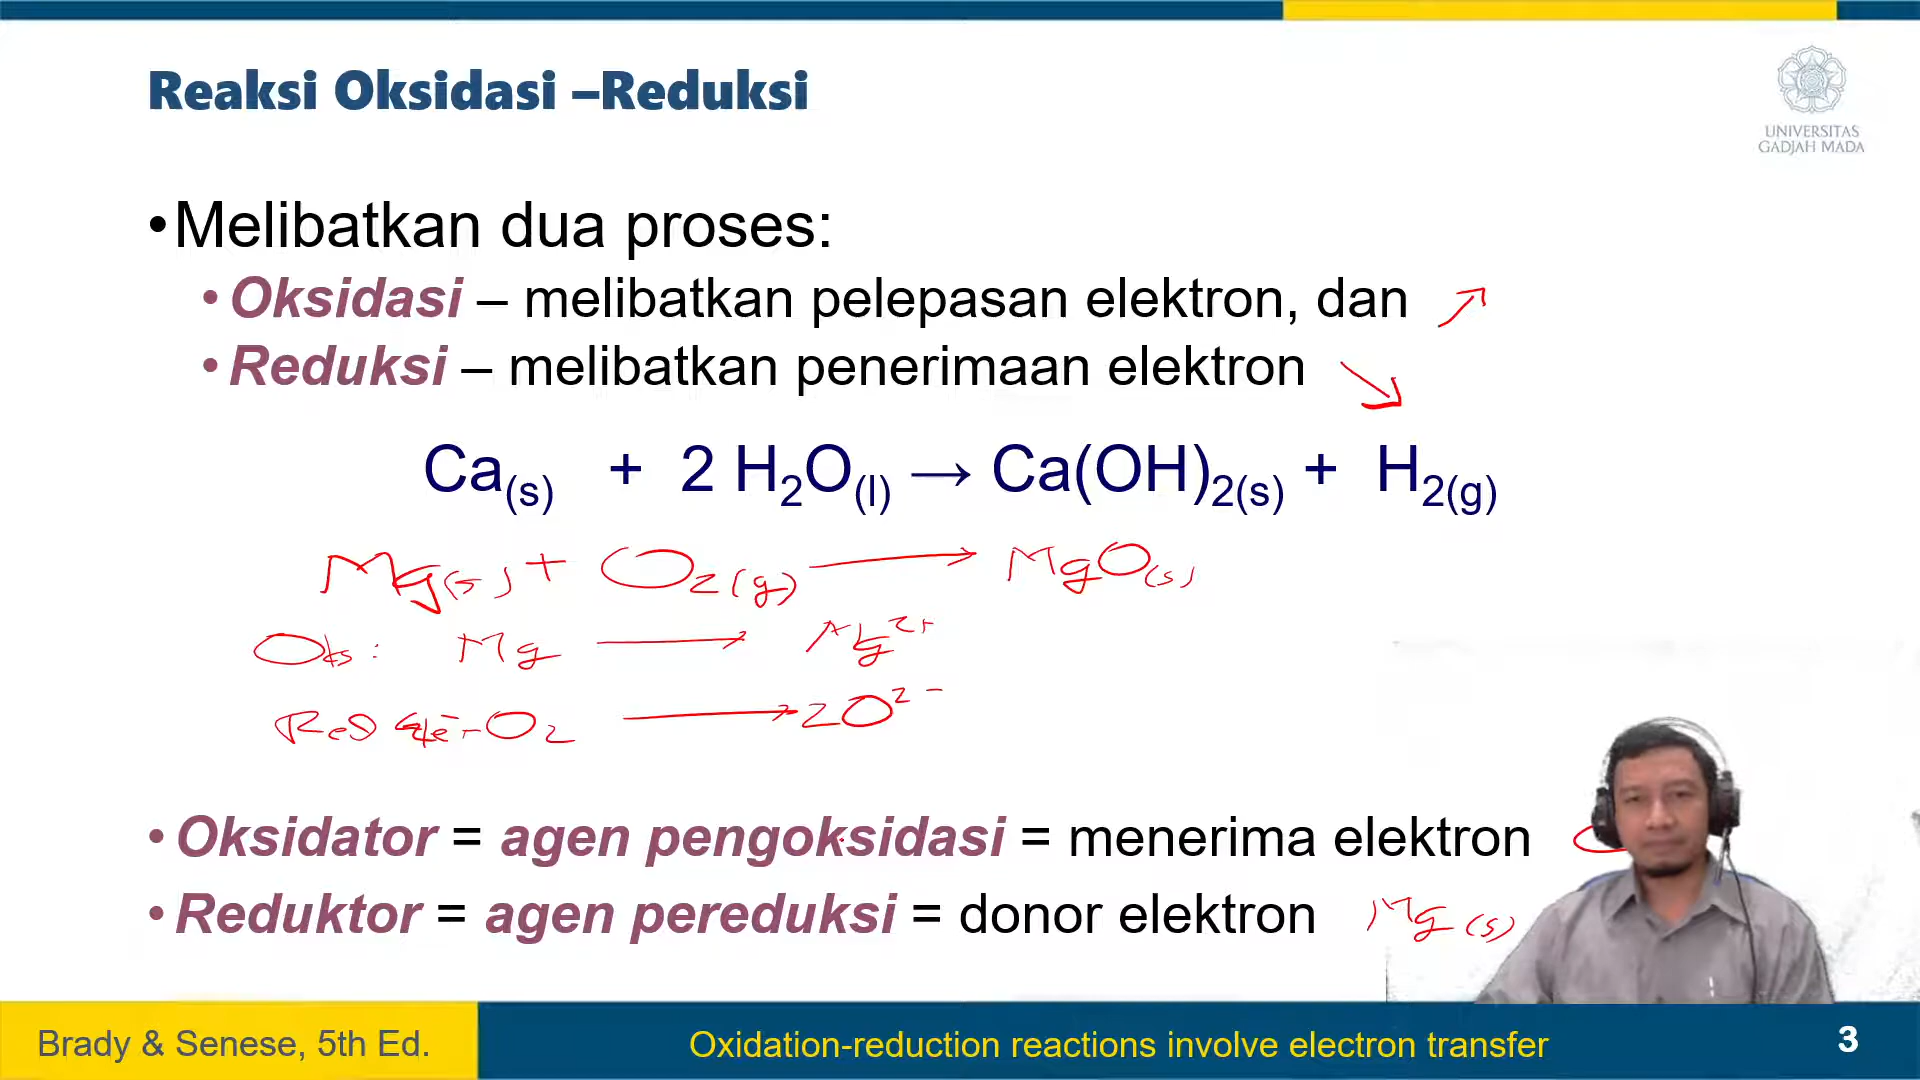 Reaksi Oksidasi –Reduksi
UNIVERSITAS
GADJAH MADA
•Melibatkan dua proses:
•Oksidasi – melibatkan pelepasan elektron, dan
•Reduksi – melibatkan penerimaan elektron
Ca(s) + 2 H2O(l) → Ca(OH)2(s) + H2(g)
Mg(s) + O2(g) → MgO(s)
Oks : Mg → Mg2+
Red O2 → 2O2-
•Oksidator = agen pengoksidasi = menerima elektron
•Reduktor = agen pereduksi = donor elektron Mg(s)
Brady & Senese, 5th Ed.
Oxidation-reduction reactions involve electron transfer
3